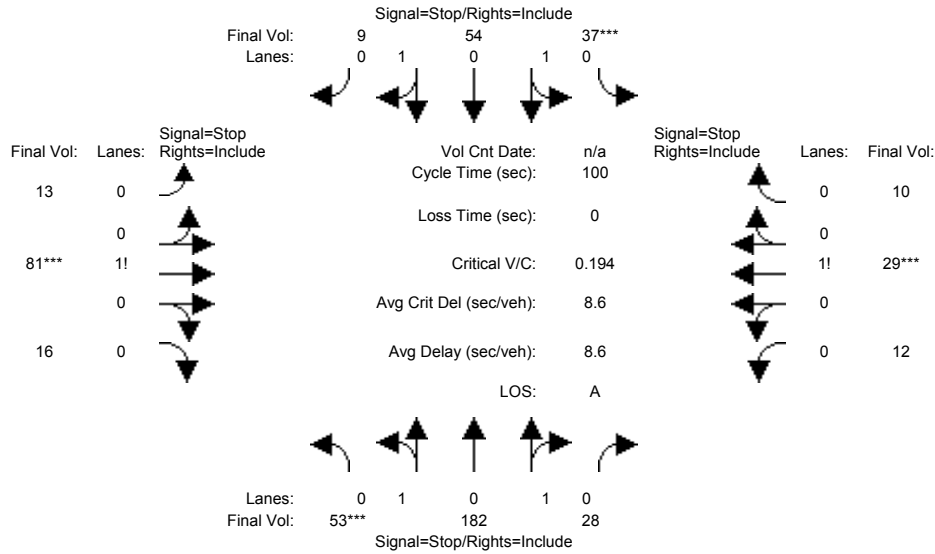 Signal=Stop/Rights=Include
Final Vol: 9 54 37***
Lanes: 0 1 0 1 0
Signal=Stop
Final Vol: Lanes: Rights=Include
Vol Cnt Date: n/a
Signal=Stop
Rights=Include Lanes: Final Vol:
Cycle Time (sec): 100
13 0
0 10
Loss Time (sec): 0
0
0
81*** 1!
Critical V/C: 0.194
1! 29***
0
Avg Crit Del (sec/veh): 8.6
0
16 0
Avg Delay (sec/veh): 8.6
0 12
LOS: A
Lanes: 0 1 0 1 0
Final Vol: 53*** 182 28
Signal=Stop/Rights=Include